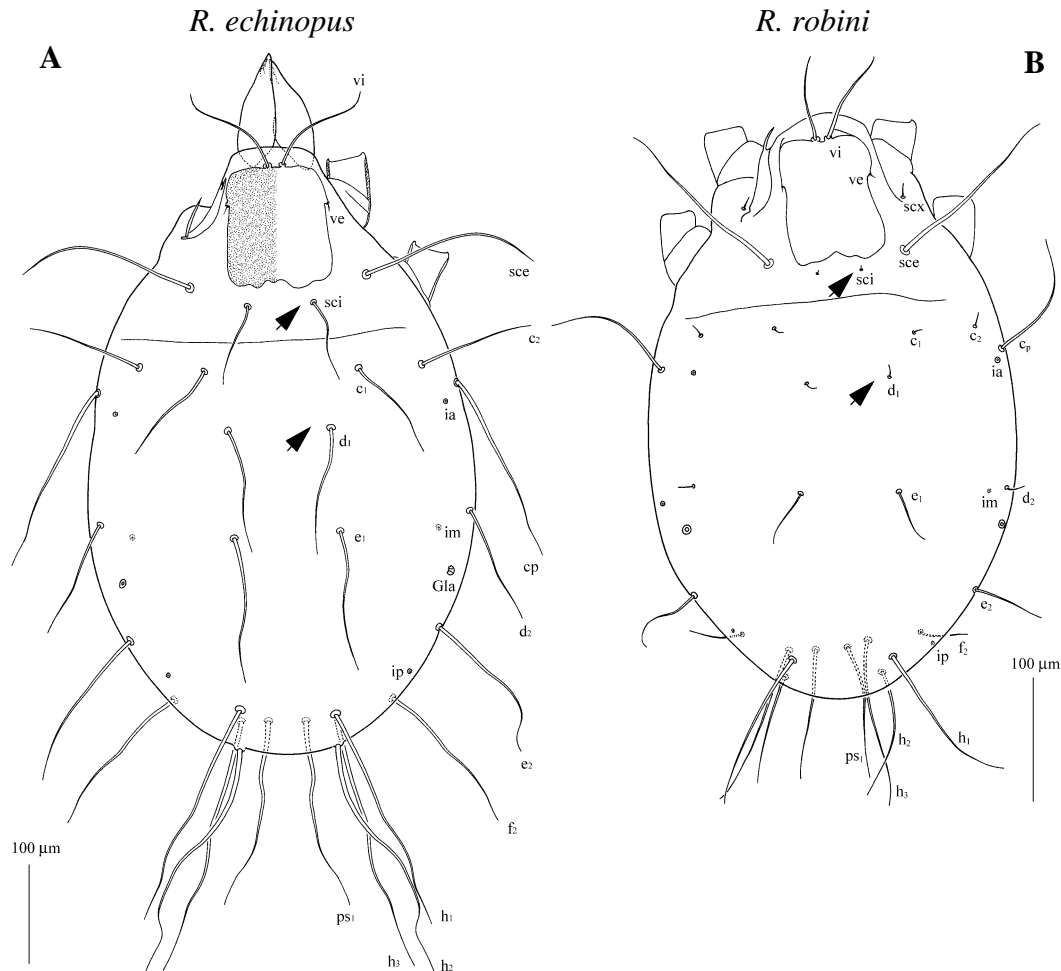 R. echinopus
R. robini
A
B
vi
ve
sce
sci
c2
c1
ia
d1
e1
im
Gla
cp
d2
ip
e2
f2
100 µm
ps1
h1
h3
h2
vi
ve
scx
sce
sci
c1
c2
cp
ia
d1
e1
im
d2
e2
f2
ip
100 µm
h2
h1
ps1
h3